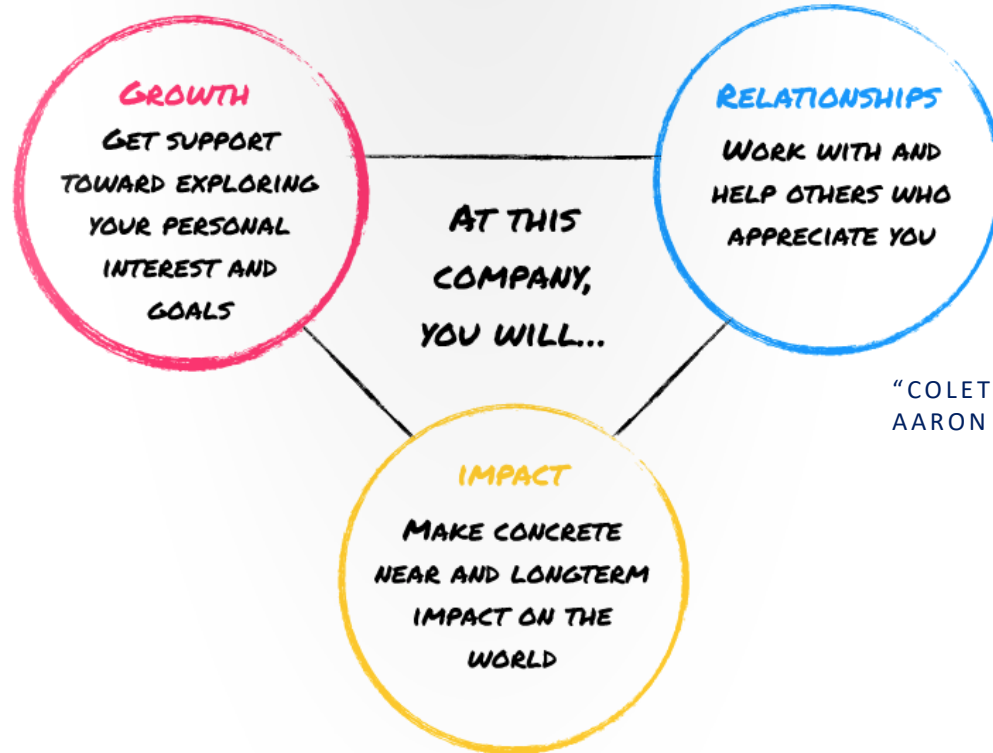 GROWTH
GET SUPPORT
TOWARD EXPLORING
YOUR PERSONAL
INTEREST AND
GOALS
RELATIONSHIPS
WORK WITH AND
HELP OTHERS WHO
APPRECIATE YOU
AT THIS
COMPANY,
YOU WILL...
"COLET
AARON
IMPACT
MAKE CONCRETE
NEAR AND LONGTERM
IMPACT ON THE
WORLD